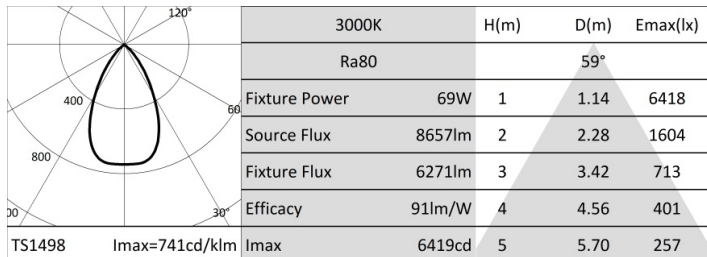 120°
400
60
800
00
30°
TS1498 Imax=741cd/klm
3000K H(m) D(m) Emax(lx)
Ra80 59°
Fixture Power 69W 1 1.14 6418
Source Flux 8657lm 2 2.28 1604
Fixture Flux 6271lm 3 3.42 713
Efficacy 91lm/W 4 4.56 401
Imax 6419cd 5 5.70 257